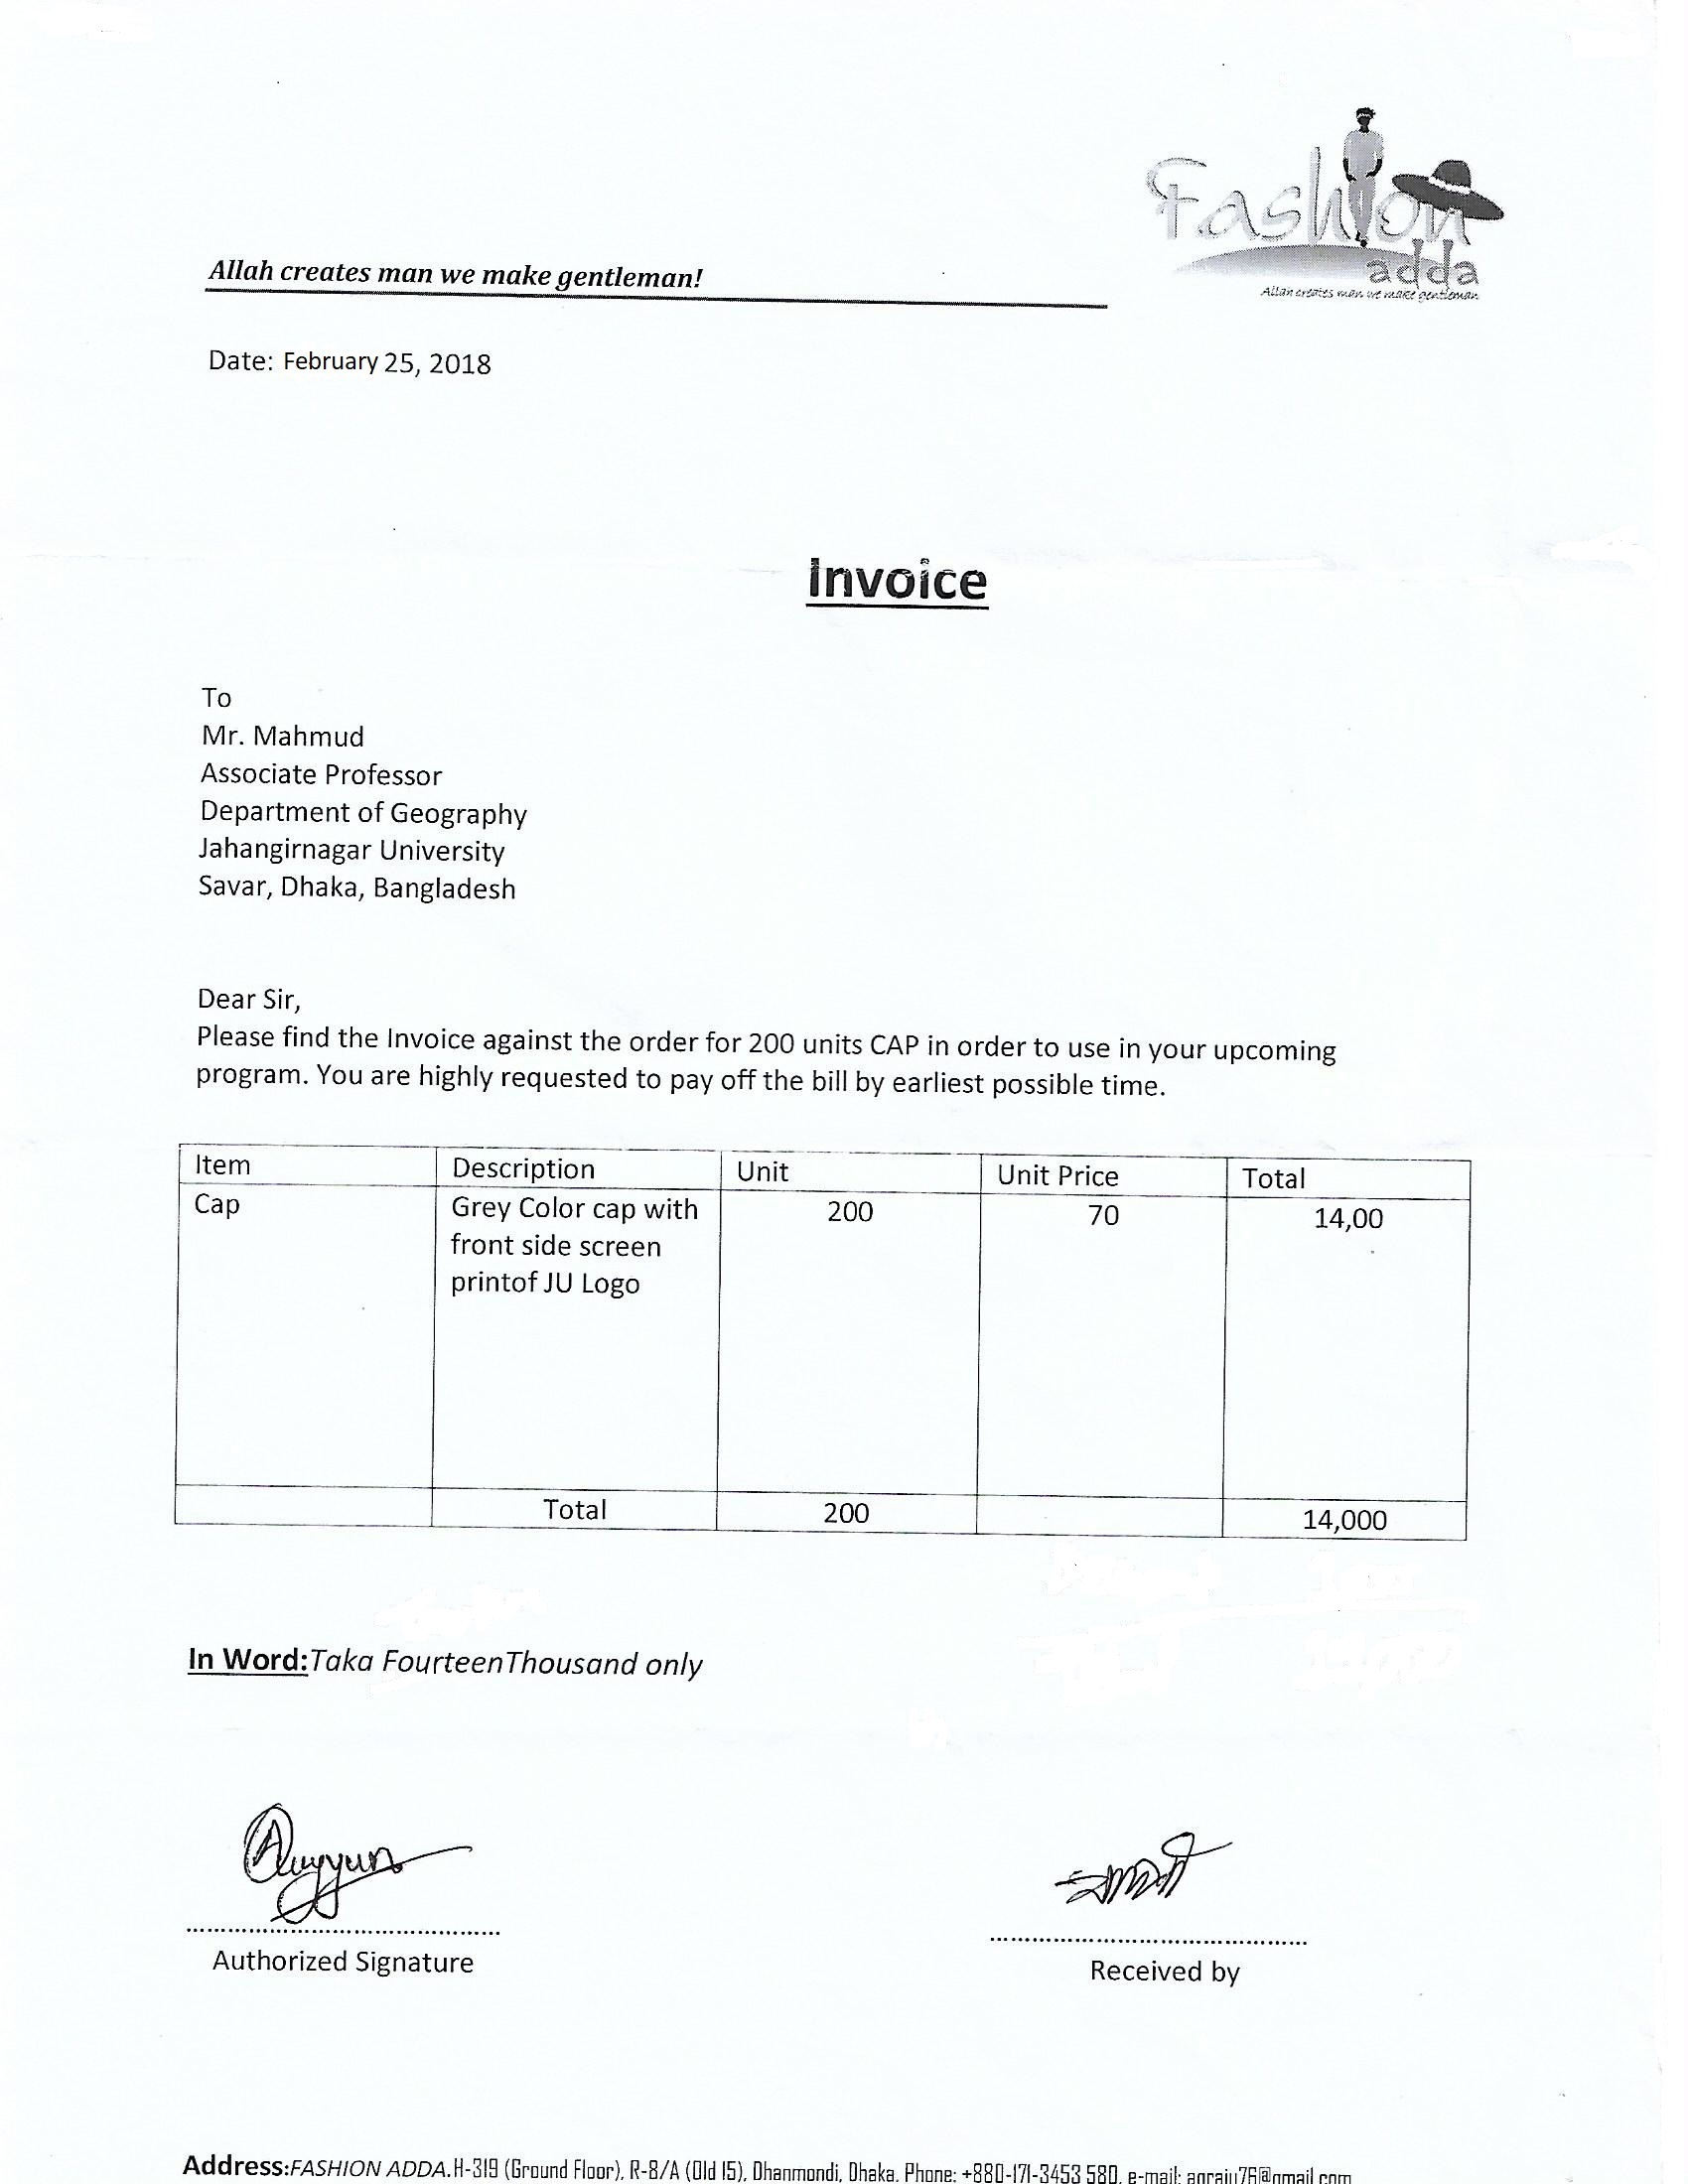 Fashion
adda
Allah creates man we make gentleman
Allah creates man we make gentleman!
Date: February 25, 2018
Invoice
To
Mr. Mahmud
Associate Professor
Department of Geography
Jahangirnagar University
Savar, Dhaka, Bangladesh
Dear Sir,
Please find the Invoice against the order for 200 units CAP in order to use in your upcoming
program. You are highly requested to pay off the bill by earliest possible time.
Item Description Unit Unit Price Total
Cap Grey Color cap with 200 70 14,00
front side screen
printof JU Logo
Total 200 14,000
In Word:Taka FourteenThousand only
Authorized Signature
Received by
Address:FASHION ADDA.H-319 (Ground Floor), R-8/A (Old 15), Dhanmondi, Dhaka. Phone: +880-171-3453 580, e-mail: